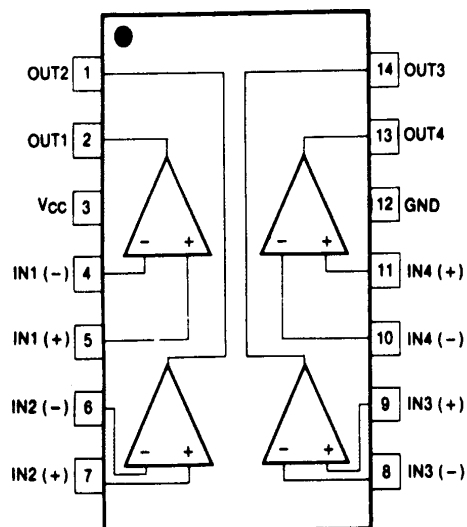 OUT2 1
14 OUT3
OUT1 2
13 OUT4
VCC 3
12 GND
- +
- +
IN1 (-) 4
11 IN4 (+)
IN1 (+) 5
10 IN4 (-)
IN2 (-) 6
9 IN3 (+)
- +
- +
IN2 (+) 7
8 IN3 (-)